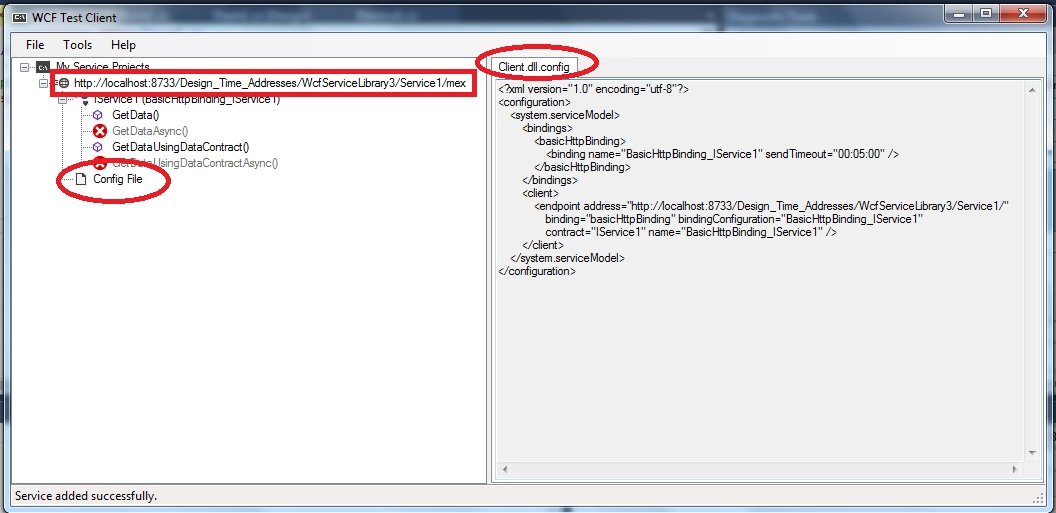 WCF Test Client
File Tools Help
My Service Projects
http://localhost:8733/Design_Time_Addresses/WcfServiceLibrary3/Service1/mex
IService1 (BasicHttpBinding_IService1)
GetData()
GetDataAsync()
GetDataUsingDataContract()
GetDataUsingDataContractAsync()
Config File
Client.dll.config
<?xml version="1.0" encoding="utf-8"?>
<configuration>
<system.serviceModel>
<bindings>
<basicHttpBinding>
<binding name="BasicHttpBinding_IService1" sendTimeout="00:05:00" />
</basicHttpBinding>
</bindings>
<client>
<endpoint address="http://localhost:8733/Design_Time_Addresses/WcfServiceLibrary3/Service1/"
binding="basicHttpBinding" bindingConfiguration="BasicHttpBinding_IService1"
contract="IService1" name="BasicHttpBinding_IService1" />
</client>
</system.serviceModel>
</configuration>
Service added successfully.